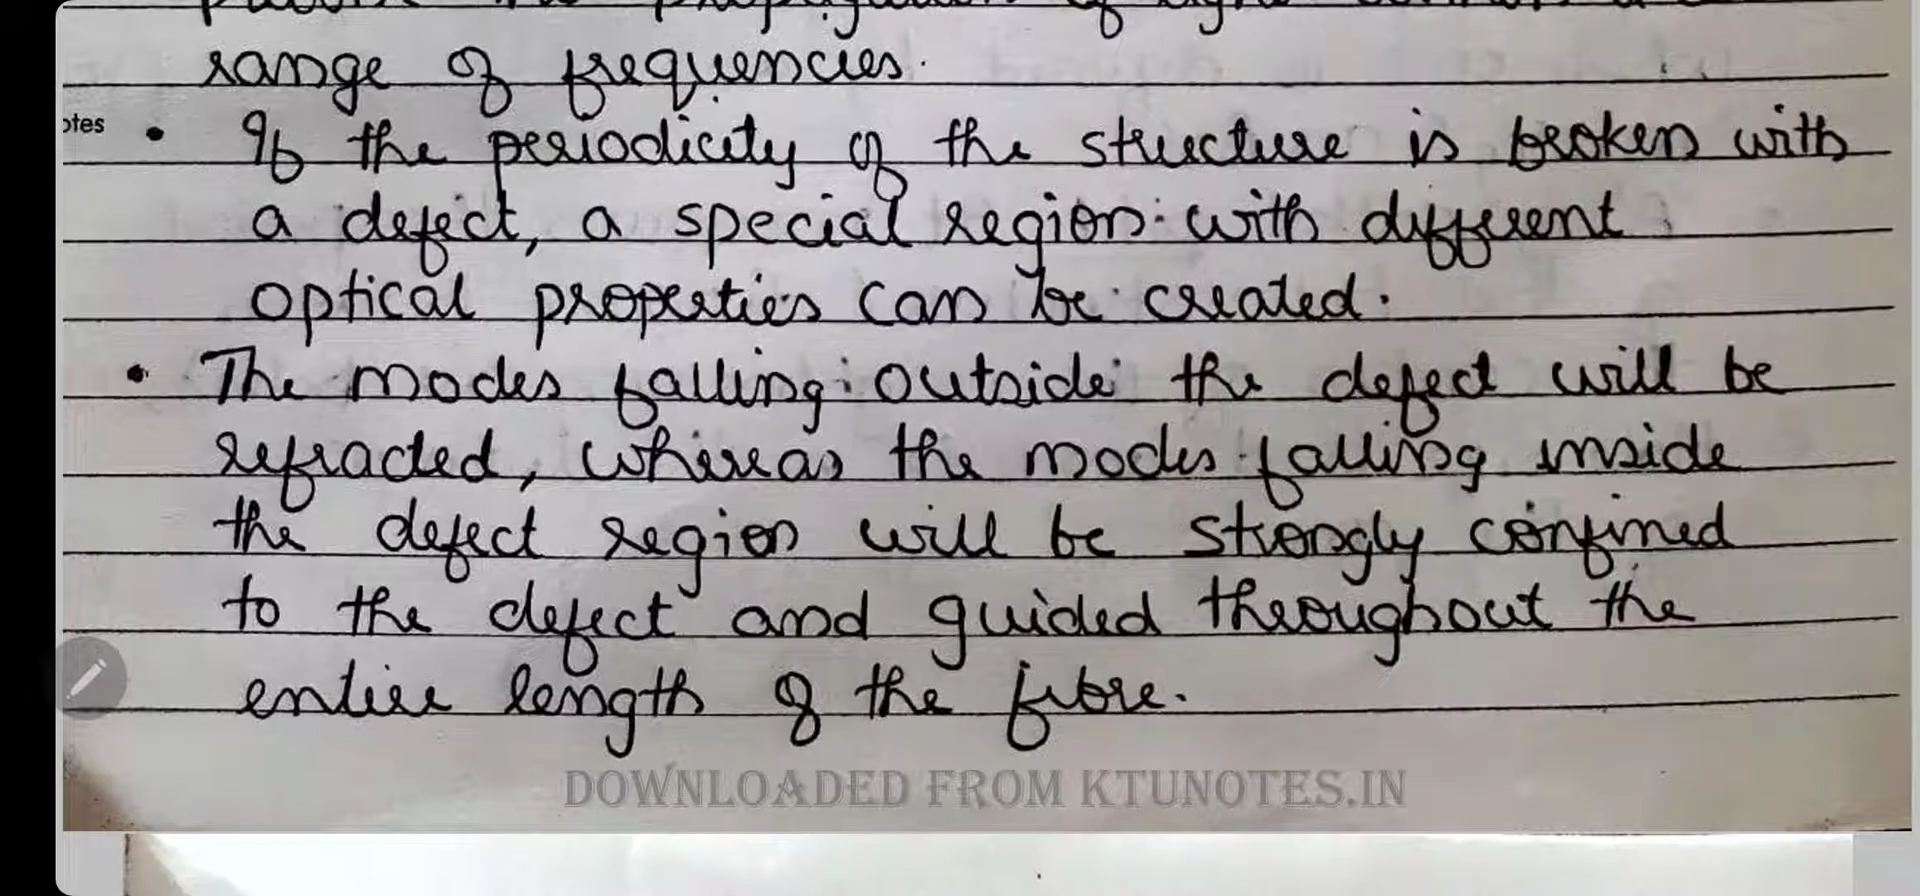 range of frequencies.
otes
• If the periodicity of the structure is broken with
a defect, a special region with different
optical properties can be created.
• The modes falling outside the defect will be
refracted, whereas the modes falling inside
the defect region will be strongly confined
to the defect and guided throughout the
entire length of the fibre.
DOWNLOADED FROM KTUNOTES.IN